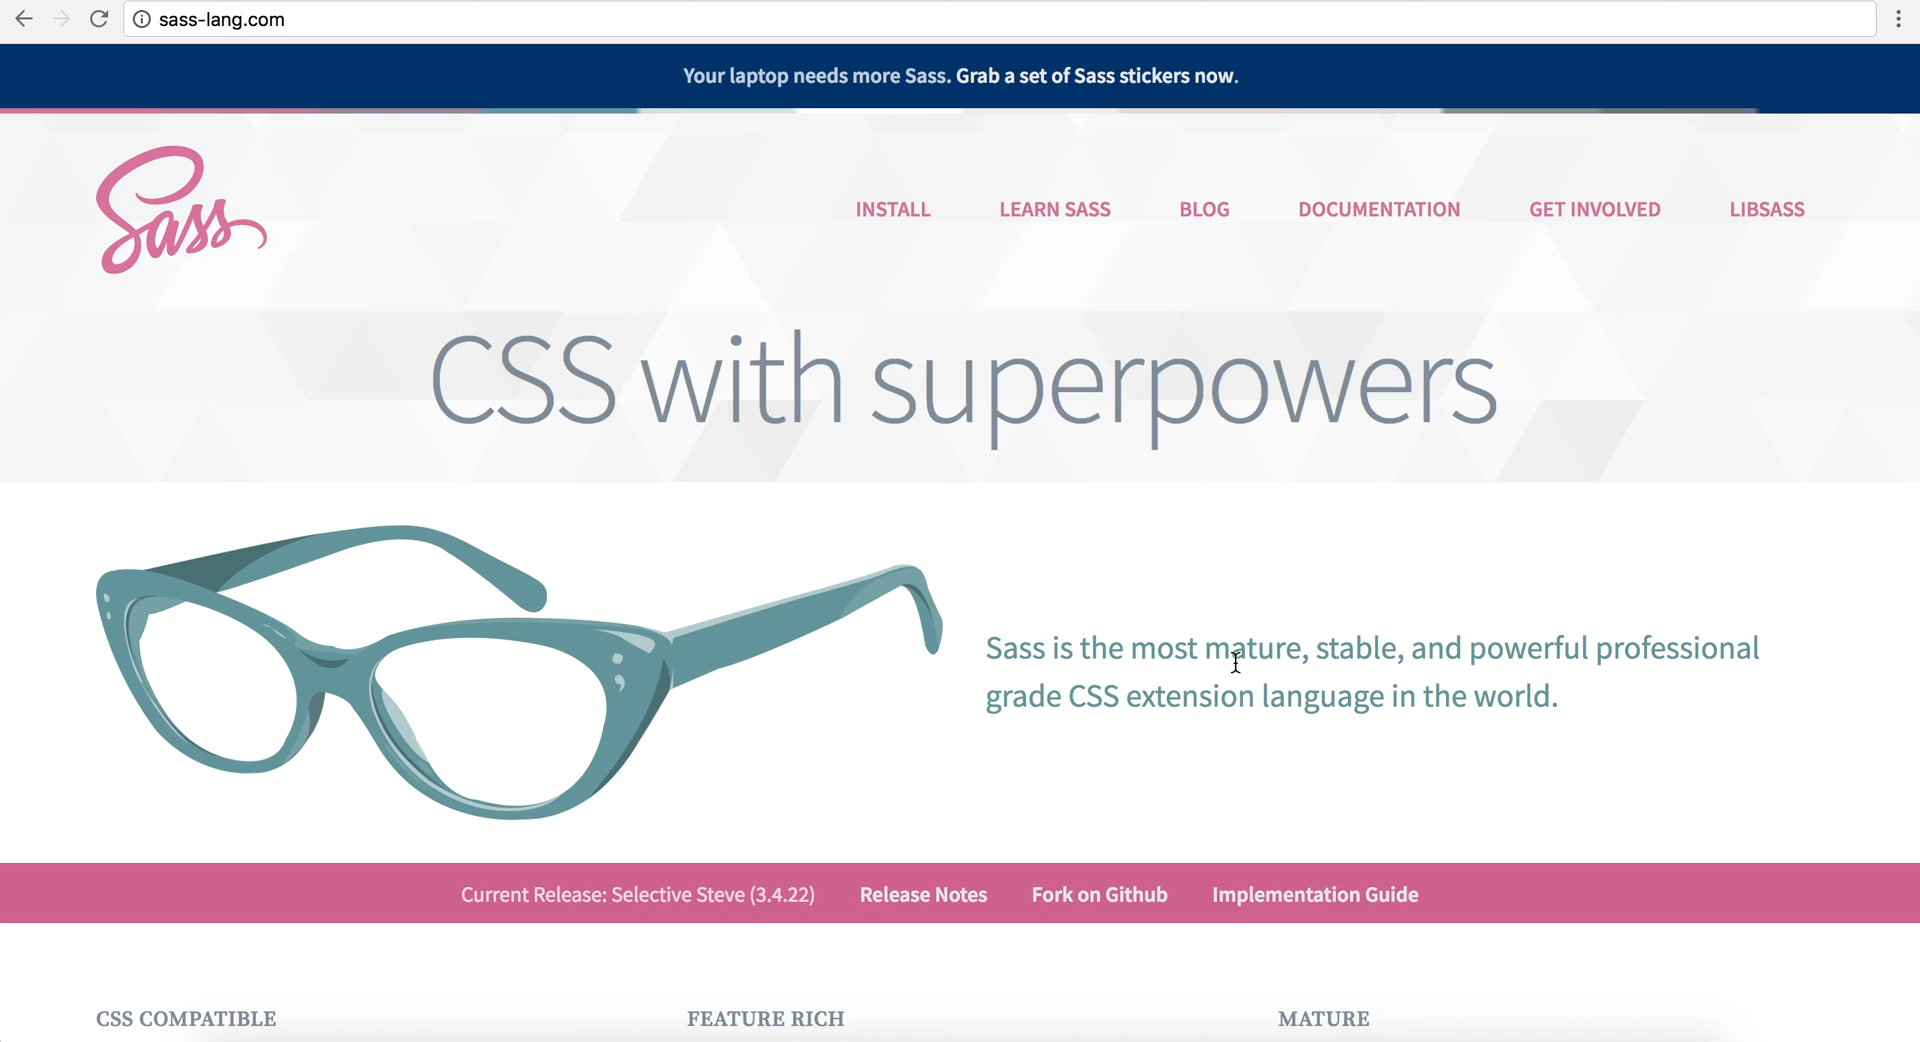 sass-lang.com
Your laptop needs more Sass. Grab a set of Sass stickers now.
Sass
INSTALL LEARN SASS BLOG DOCUMENTATION GET INVOLVED LIBSASS
CSS with superpowers
Sass is the most mature, stable, and powerful professional
grade CSS extension language in the world.
Current Release: Selective Steve (3.4.22) Release Notes Fork on Github Implementation Guide
CSS COMPATIBLE FEATURE RICH MATURE